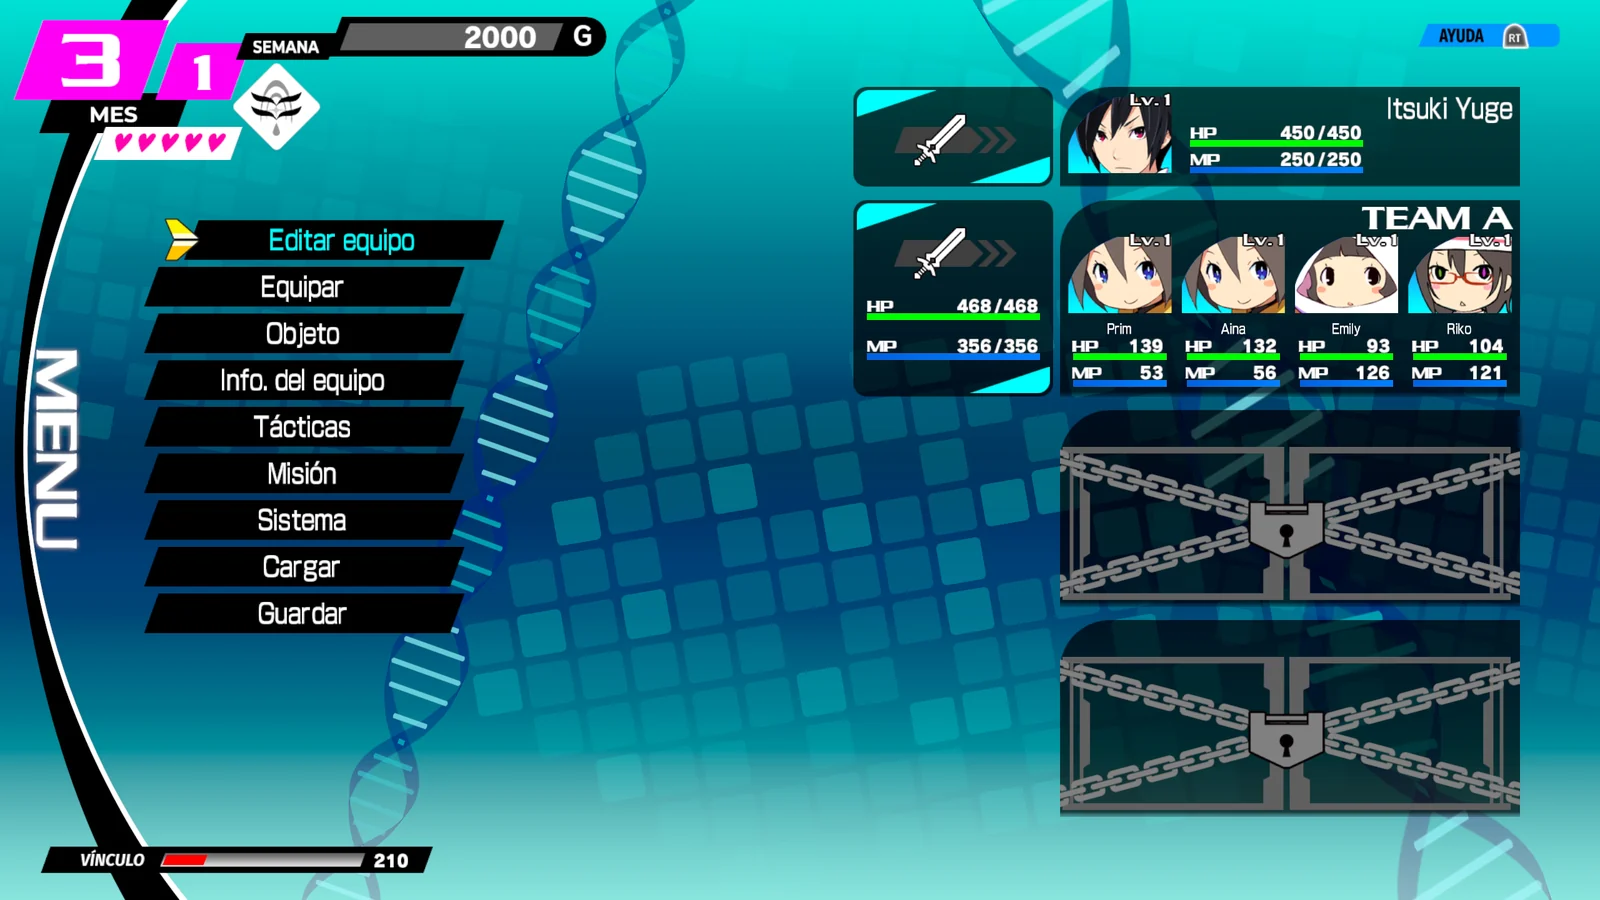 3
1
MES
SEMANA
2000 G
AYUDA RT
MENU
Editar equipo
Equipar
Objeto
Info. del equipo
Tácticas
Misión
Sistema
Cargar
Guardar
VÍNCULO 210
Lv.1
Itsuki Yuge
HP 450/450
MP 250/250
TEAM A
HP 468/468
MP 356/356
Lv.1 Lv.1 Lv.1 Lv.1
Prim Aina Emily Riko
HP 139 HP 132 HP 93 HP 104
MP 53 MP 56 MP 126 MP 121